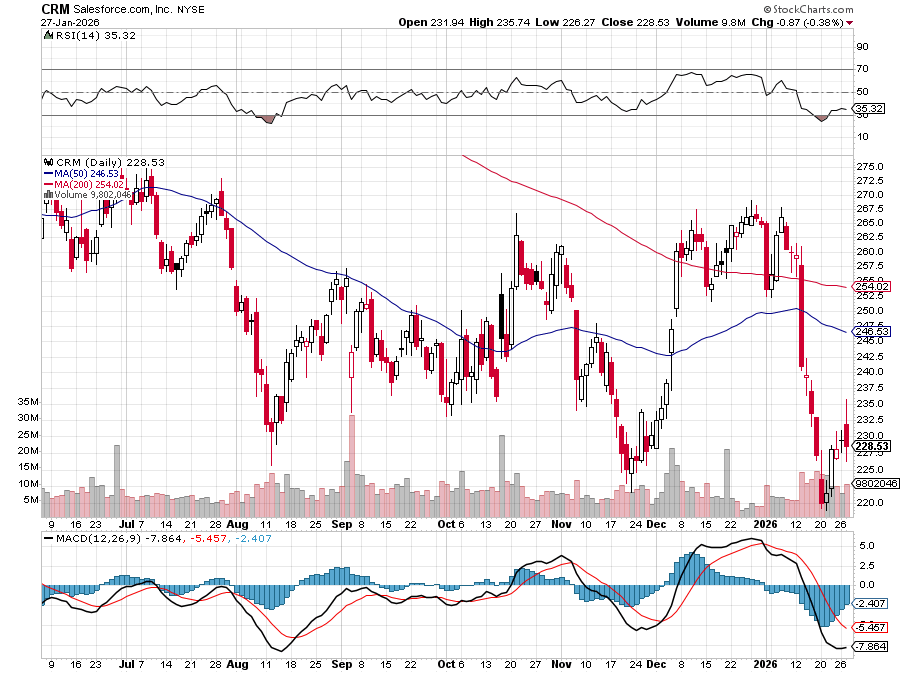 CRM Salesforce.com, Inc. NYSE
© StockCharts.com
27-Jan-2026
Open 231.94 High 235.74 Low 226.27 Close 228.53 Volume 9.8M Chg -0.87 (-0.38%)
RSI(14) 35.32
90
70
50
35.32
30
10
CRM (Daily) 228.53
MA(50) 246.53
MA(200) 254.02
Volume 9,802,046
275.0
272.5
270.0
267.5
265.0
262.5
260.0
257.5
255.0
254.02
252.5
250.0
247.5
246.53
245.0
242.5
240.0
237.5
235.0
232.5
230.0
228.53
227.5
225.0
9802046
220.0
35M
30M
25M
20M
15M
10M
5M
9 16 23 Jul 7 14 21 28 Aug 11 18 25 Sep 8 15 22 Oct 6 13 20 27 Nov 10 17 24 Dec 8 15 22 2026 12 20 26
MACD(12,26,9) -7.864, -5.457, -2.407
5.0
2.5
0.0
-2.407
-5.457
-7.864
9 16 23 Jul 7 14 21 28 Aug 11 18 25 Sep 8 15 22 Oct 6 13 20 27 Nov 10 17 24 Dec 8 15 22 2026 12 20 26